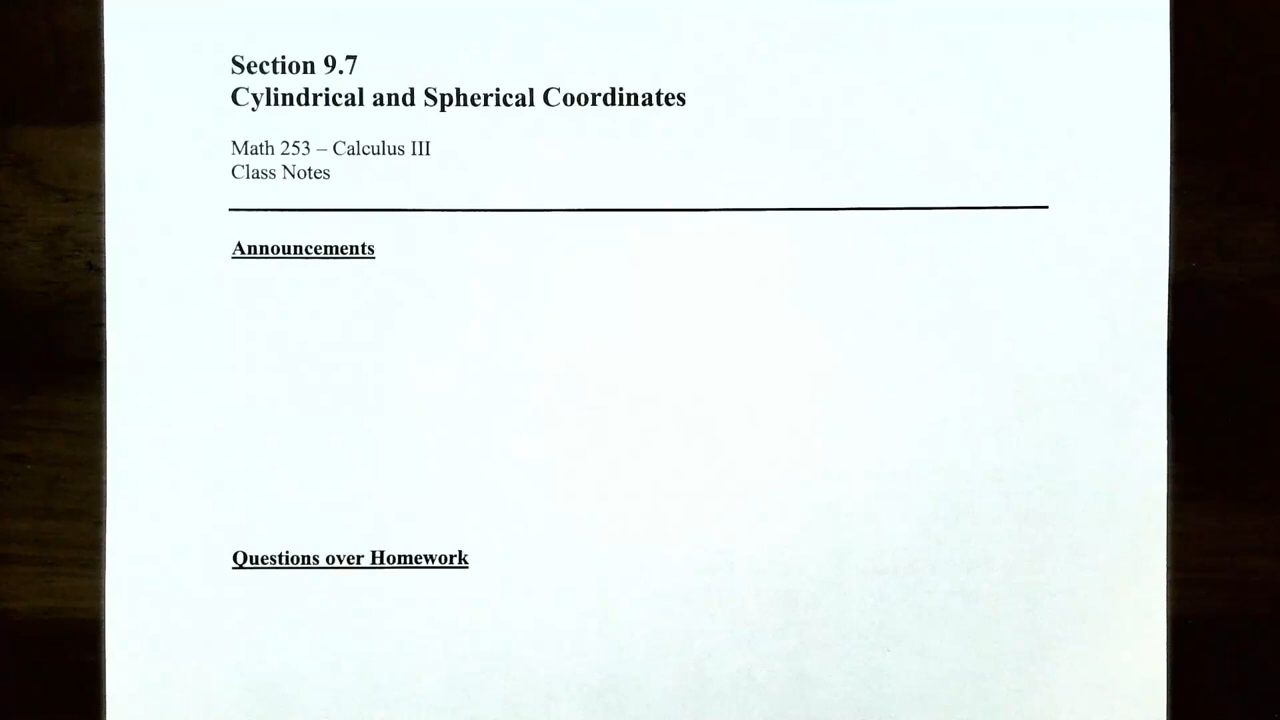 Section 9.7
Cylindrical and Spherical Coordinates
Math 253 – Calculus III
Class Notes
Announcements
Questions over Homework